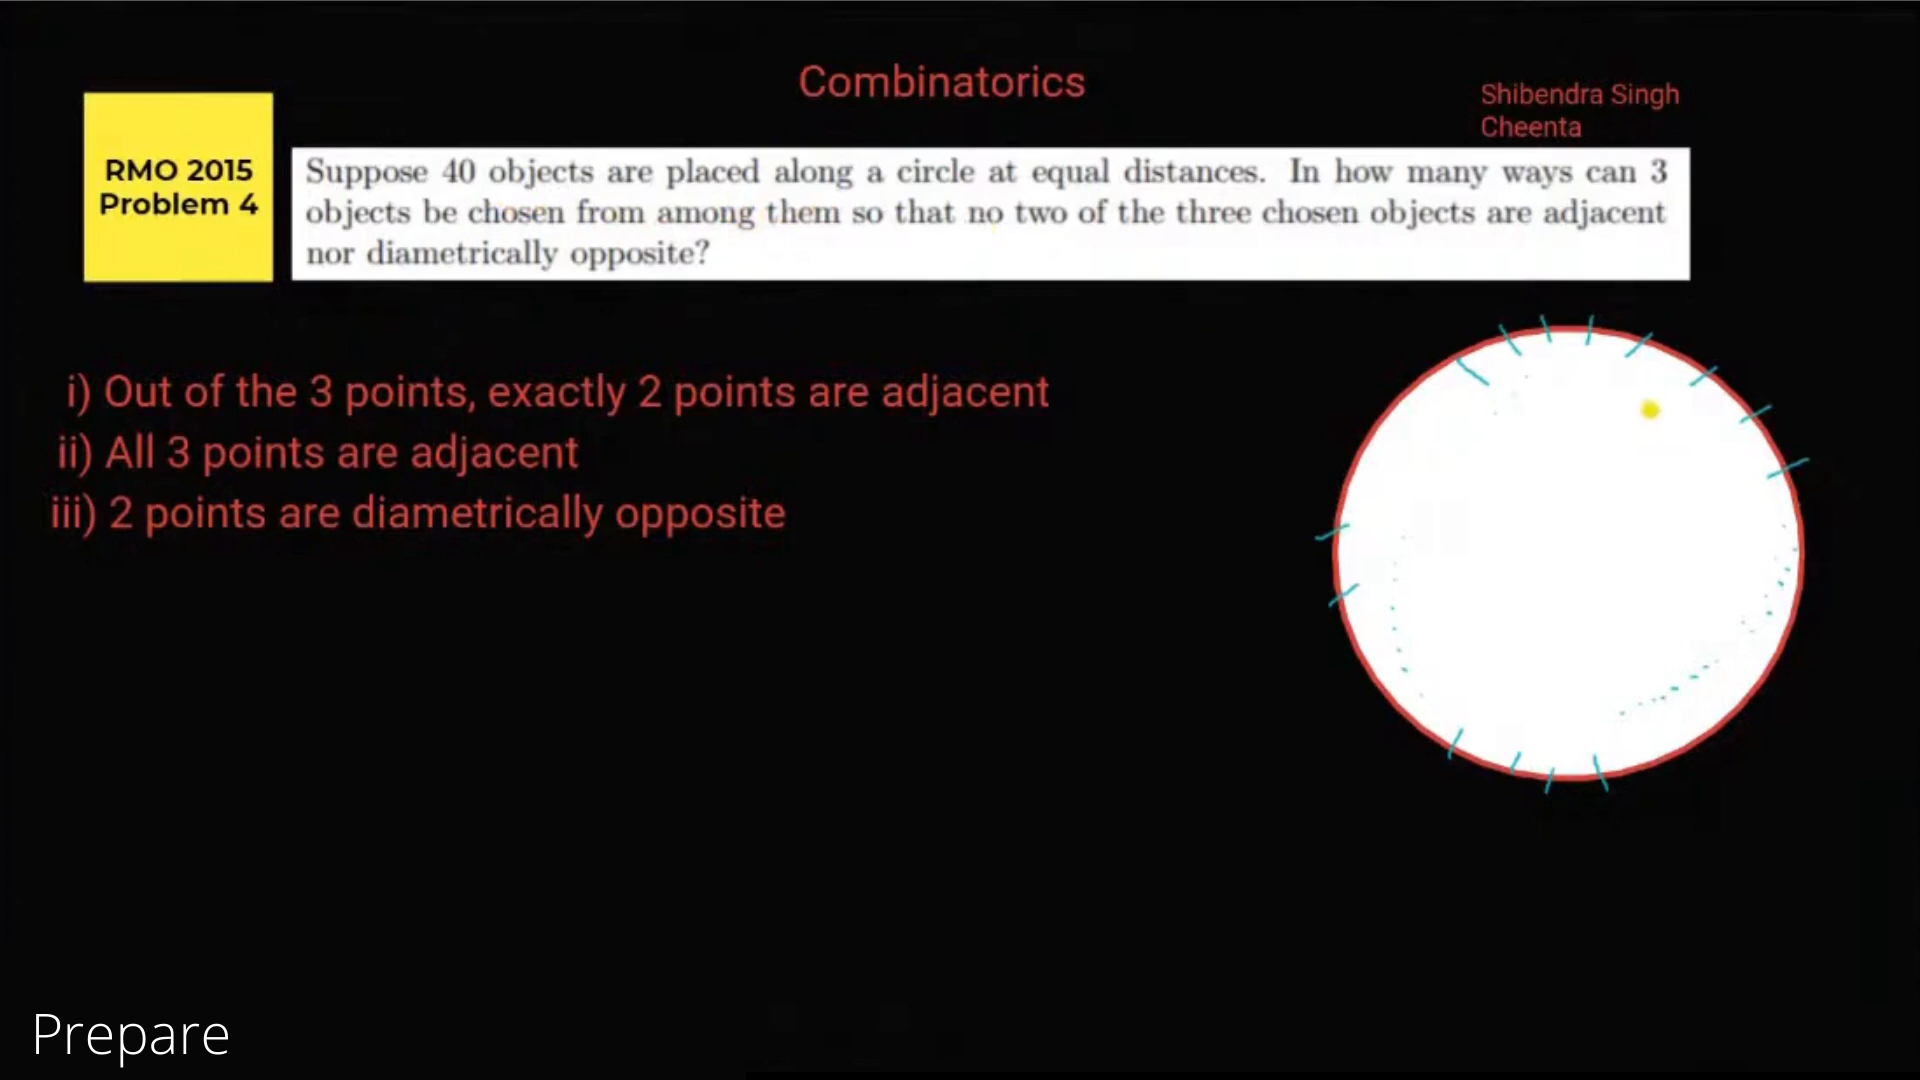 Combinatorics
Shibendra Singh
Cheenta
RMO 2015
Problem 4
Suppose 40 objects are placed along a circle at equal distances. In how many ways can 3
objects be chosen from among them so that no two of the three chosen objects are adjacent
nor diametrically opposite?
i) Out of the 3 points, exactly 2 points are adjacent
ii) All 3 points are adjacent
iii) 2 points are diametrically opposite
Prepare